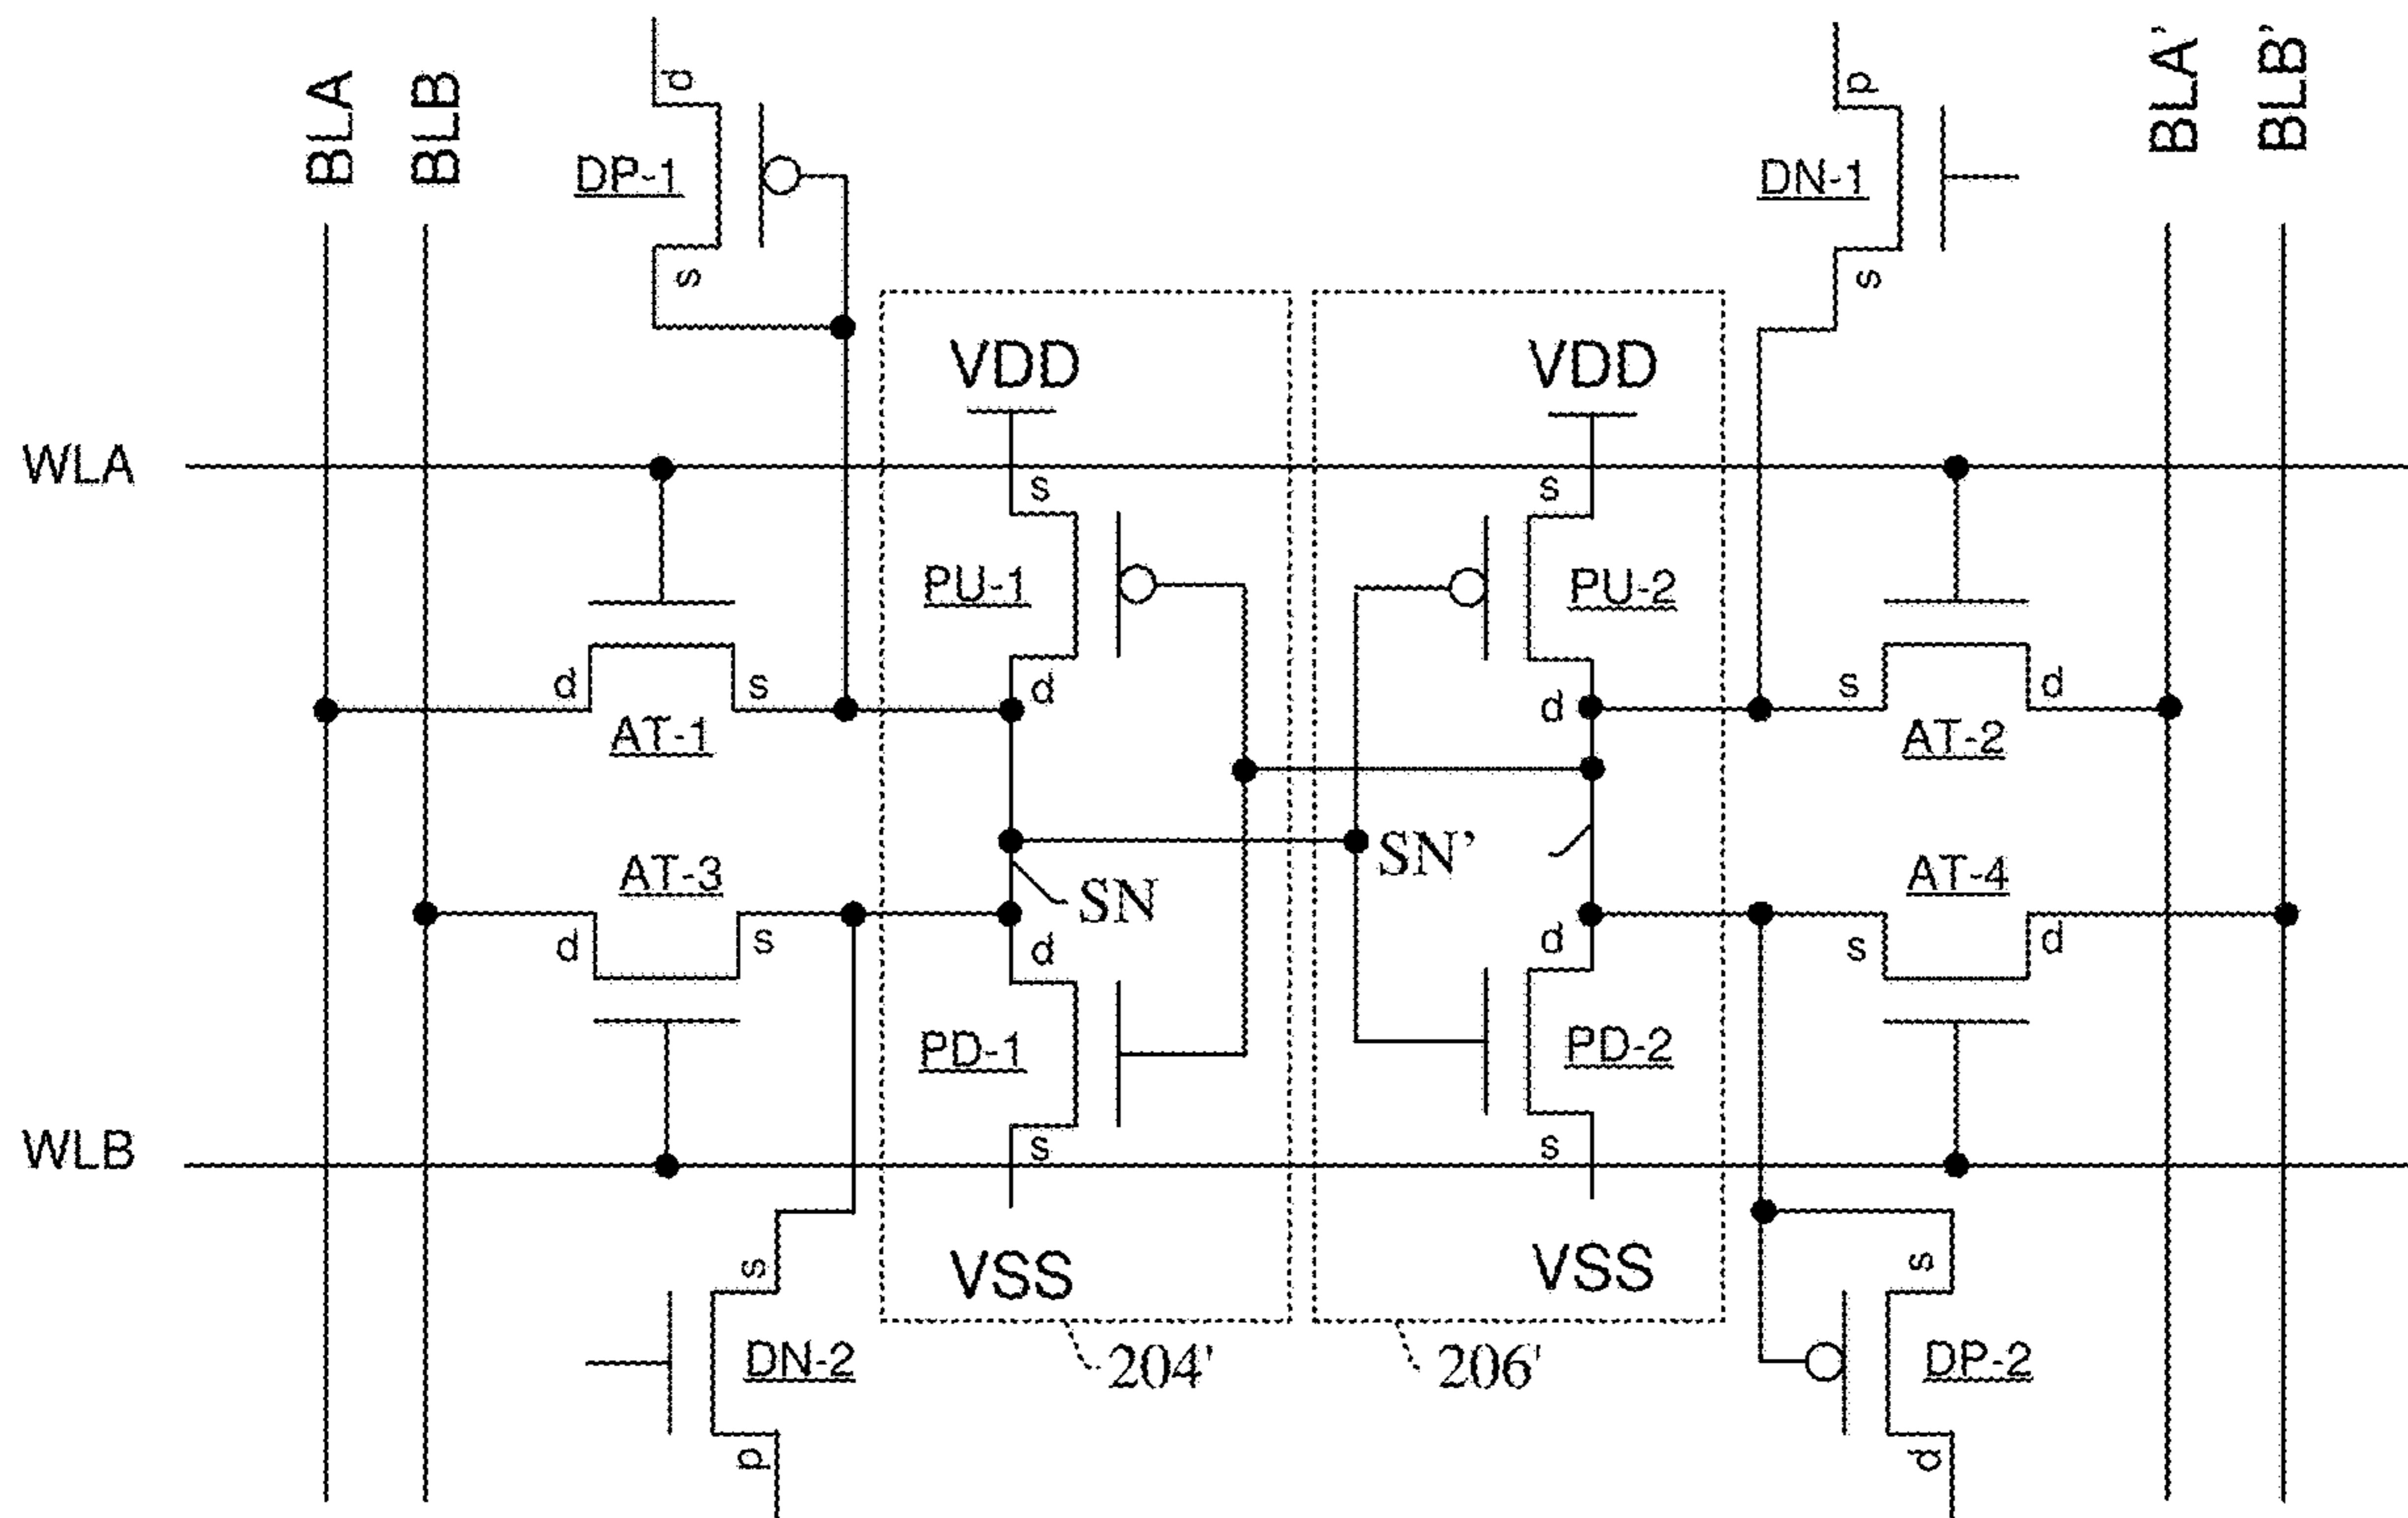 BLA
BLB
BLA'
BLB'
d
DP-1
s
d
DN-1
s
VDD
VDD
WLA
s
s
PU-1
PU-2
d
s
d
d
s
d
AT-1
AT-2
SN'
AT-3
SN
AT-4
d
s
d
d
s
d
PD-1
PD-2
WLB
s
s
VSS
VSS
s
s
DN-2
204'
206'
DP-2
d
d